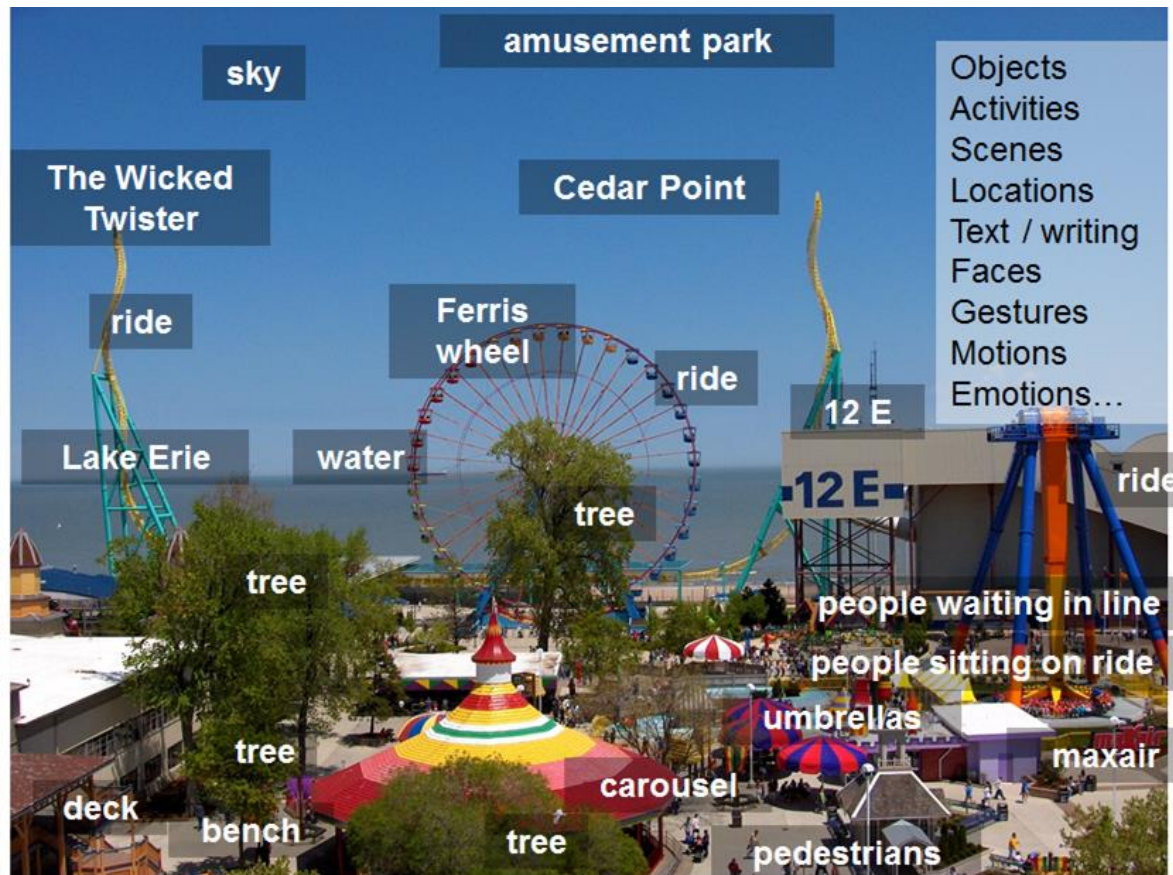 amusement park
sky
Objects
Activities
Scenes
Locations
Text / writing
Faces
Gestures
Motions
Emotions…
The Wicked
Twister
Cedar Point
ride
Ferris
wheel
ride
12 E
Lake Erie
water
ride
12 E
tree
tree
people waiting in line
people sitting on ride
umbrellas
tree
maxair
carousel
deck
bench
tree
pedestrians